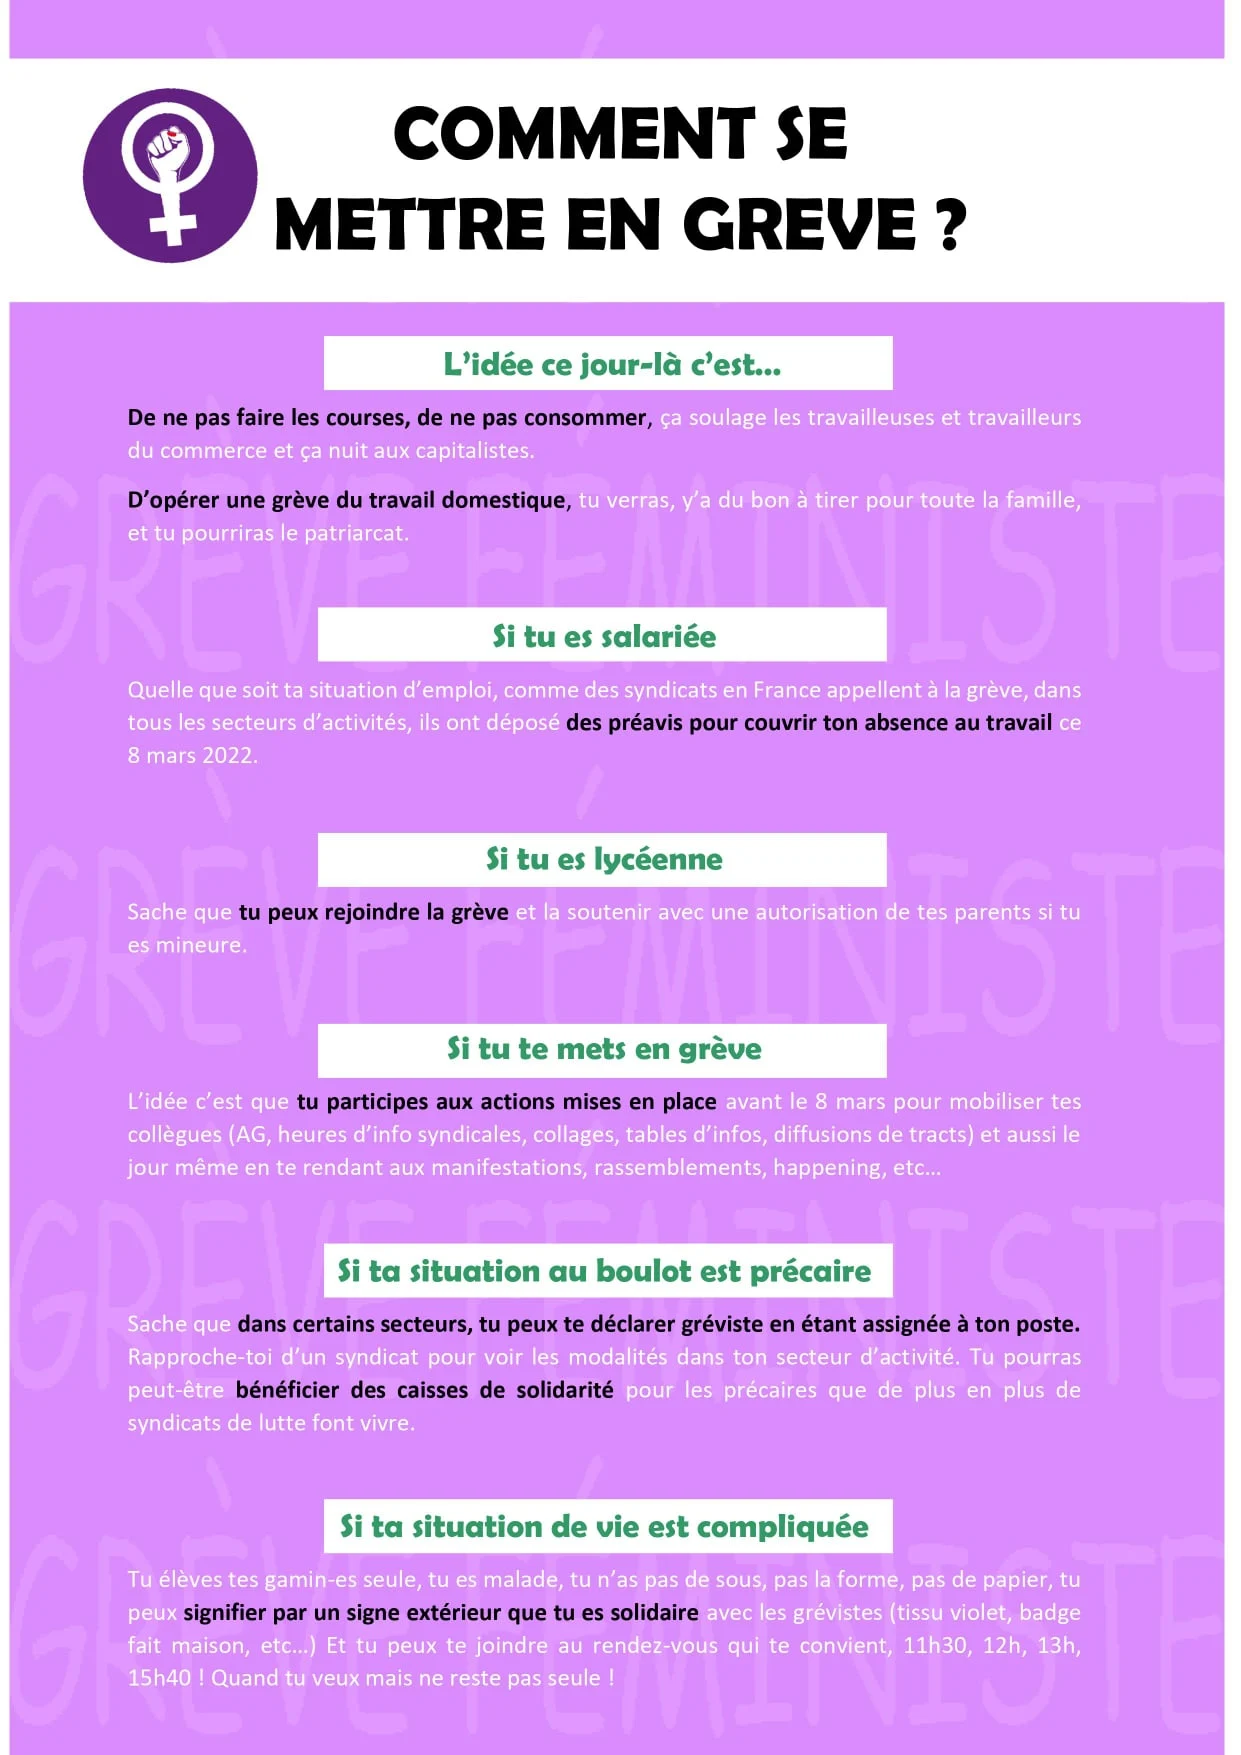 COMMENT SE
METTRE EN GREVE ?
L'idée ce jour-là c'est...
De ne pas faire les courses, de ne pas consommer, ça soulage les travailleuses et travailleurs
du commerce et ça nuit aux capitalistes.
D'opérer une grève du travail domestique, tu verras, y'a du bon à tirer pour toute la famille,
et tu pourriras le patriarcat.
GRÈVE FÉMINISTE
Si tu es salariée
Quelle que soit ta situation d'emploi, comme des syndicats en France appellent à la grève, dans
tous les secteurs d'activités, ils ont déposé des préavis pour couvrir ton absence au travail ce
8 mars 2022.
Si tu es lycéenne
Sache que tu peux rejoindre la grève et la soutenir avec une autorisation de tes parents si tu
es mineure.
GRÈVE FÉMINISTE
Si tu te mets en grève
L'idée c'est que tu participes aux actions mises en place avant le 8 mars pour mobiliser tes
collègues (AG, heures d'info syndicales, collages, tables d'infos, diffusions de tracts) et aussi le
jour même en te rendant aux manifestations, rassemblements, happening, etc...
GRÈVE FÉMINISTE
Si ta situation au boulot est précaire
Sache que dans certains secteurs, tu peux te déclarer gréviste en étant assignée à ton poste.
Rapproche-toi d'un syndicat pour voir les modalités dans ton secteur d'activité. Tu pourras
peut-être bénéficier des caisses de solidarité pour les précaires que de plus en plus de
syndicats de lutte font vivre.
Si ta situation de vie est compliquée
Tu élèves tes gamin-es seule, tu es malade, tu n'as pas de sous, pas la forme, pas de papier, tu
peux signifier par un signe extérieur que tu es solidaire avec les grévistes (tissu violet, badge
fait maison, etc...) Et tu peux te joindre au rendez-vous qui te convient, 11h30, 12h, 13h,
15h40 ! Quand tu veux mais ne reste pas seule !
GRÈVE FÉMINISTE